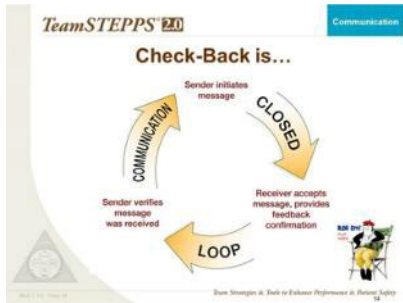 TeamSTEPPS 2.0
Communication
Check-Back is…
Sender initiates
message
CLOSED
Receiver accepts
message, provides
feedback
confirmation
LOOP
Sender verifies
message
was received
COMMUNICATION
Team Strategies & Tools to Enhance Performance & Patient Safety
14